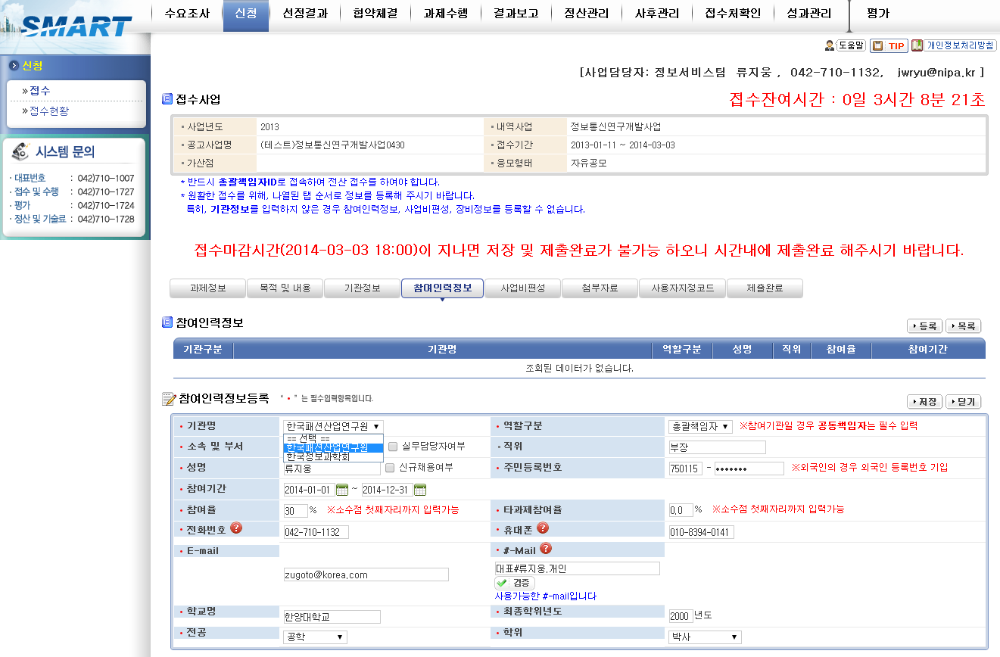 수요조사 신청 선정결과 협약체결 과제수행 결과보고 정산관리 사후관리 접수처확인 성과관리 평가
SMART
도움말 TIP 개인정보처리방침
신청
»접수
»접수현황
시스템 문의
· 대표번호 : 042)710-1007
· 접수 및 수행 : 042)710-1727
· 평가 : 042)710-1724
· 정산 및 기술료 : 042)710-1728
[사업담당자: 정보서비스팀 류지웅 , 042-710-1132, jwryu@nipa.kr ]
접수사업
접수잔여시간 : 0일 3시간 8분 21초
사업년도 2013 내역사업 정보통신연구개발사업
공고사업명 (테스트)정보통신연구개발사업0430 접수기간 2013-01-11 ~ 2014-03-03
가산점 응모형태 자유공모
* 반드시 총괄책임자ID로 접속하여 전산 접수를 하여야 합니다.
* 원활한 접수를 위해, 나열된 탭 순서로 정보를 등록해 주시기 바랍니다.
특히, 기관정보를 입력하지 않은 경우 참여인력정보, 사업비편성, 장비정보를 등록할 수 없습니다.
접수마감시간(2014-03-03 18:00)이 지나면 저장 및 제출완료가 불가능 하오니 시간내에 제출완료 해주시기 바랍니다.
과제정보 목적 및 내용 기관정보 참여인력정보 사업비편성 첨부자료 사용자지정코드 제출완료
참여인력정보 등록 목록
기관구분 기관명 역할구분 성명 직위 참여율 참여기간
조회된 데이터가 없습니다.
참여인력정보등록 " • " 는 필수입력항목입니다. 저장 닫기
기관명 한국패션산업연구원 역할구분 총괄책임자 ※참여기관일 경우 공동책임자는 필수 입력
== 선택 ==
소속 및 부서 한국패션산업연구원 실무담당자여부 직위 부장
한국정보과학회
성명 류지웅 신규채용여부 주민등록번호 750115 - ••••••• ※외국인의 경우 외국인 등록번호 기입
참여기간 2014-01-01 ~ 2014-12-31
참여율 30 % ※소수점 첫째자리까지 입력가능 타과제참여율 0.0 % ※소수점 첫째자리까지 입력가능
전화번호 042-710-1132 휴대폰 010-8394-0141
E-mail #-Mail
zugoto@korea.com 대표#류지웅.개인
검증
사용가능한 #-mail입니다
학교명 한양대학교 최종학위년도 2000 년도
전공 공학 학위 박사